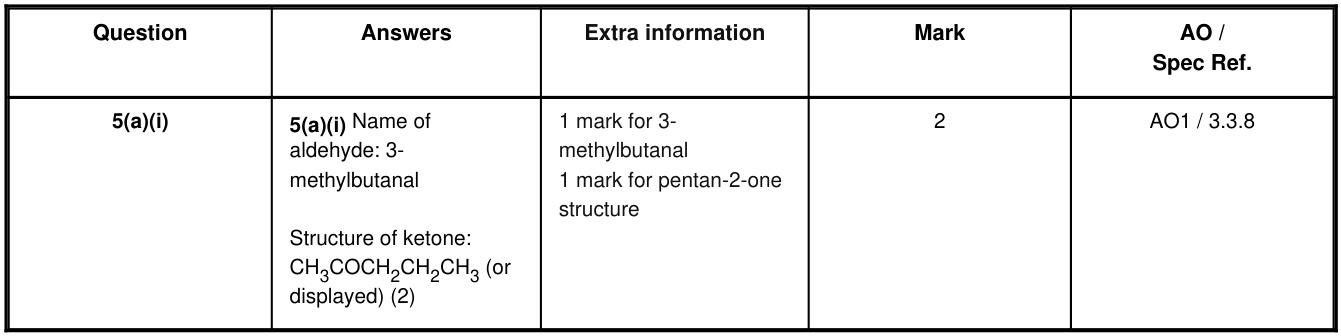 Question
Answers
Extra information
Mark
AO /
Spec Ref.
5(a)(i)
5(a)(i) Name of
aldehyde: 3-
methylbutanal
Structure of ketone:
CH3COCH2CH2CH3 (or
displayed) (2)
1 mark for 3-
methylbutanal
1 mark for pentan-2-one
structure
2
AO1 / 3.3.8